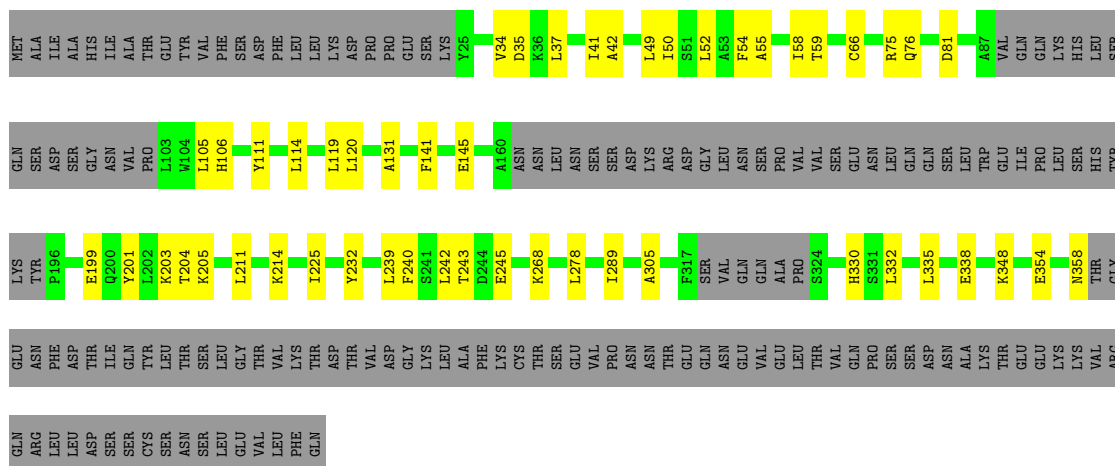 MET ALA ILE ALA HIS ILE ALA THR GLU TYR VAL PHE SER ASP PHE LEU LEU LYS ASP PRO PRO GLU SER LYS Y25 V34 D35 K36 L37 I41 A42 L49 I50 S51 L52 A53 F54 A55 I58 T59 C66 R75 Q76 D81 A87 VAL GLN GLN LYS HIS LEU SER
GLN SER ASP SER GLY ASN VAL PRO L103 W104 L105 H106 Y111 L114 L119 L120 A131 F141 E145 A160 ASN ASN LEU ASN SER SER ASP LYS ARG ASP GLY LEU ASN SER PRO VAL VAL SER GLU ASN LEU GLN GLN SER LEU TRP GLU ILE PRO LEU SER HIS TYR
LYS TYR P196 E199 Q200 Y201 L202 K203 T204 K205 L211 K214 I225 Y232 L239 F240 S241 L242 T243 D244 E245 K268 L278 I289 A305 F317 SER VAL GLN GLN ALA PRO S324 H330 S331 L332 L335 E338 K348 E354 N358 THR GLY
GLU ASN PHE ASP THR ILE GLN TYR LEU THR SER LEU GLY THR VAL LYS THR ASP THR VAL ASP GLY LYS LEU ALA PHE LYS CYS THR SER GLU VAL PRO ASN ASN THR GLU GLN ASN GLU VAL GLU LEU THR VAL GLN PRO SER SER ASP ASN ALA LYS THR GLU GLU LYS LYS VAL ARG
GLN ARG LEU LEU ASP SER SER CYS SER ASN SER LEU GLU VAL LEU PHE GLN